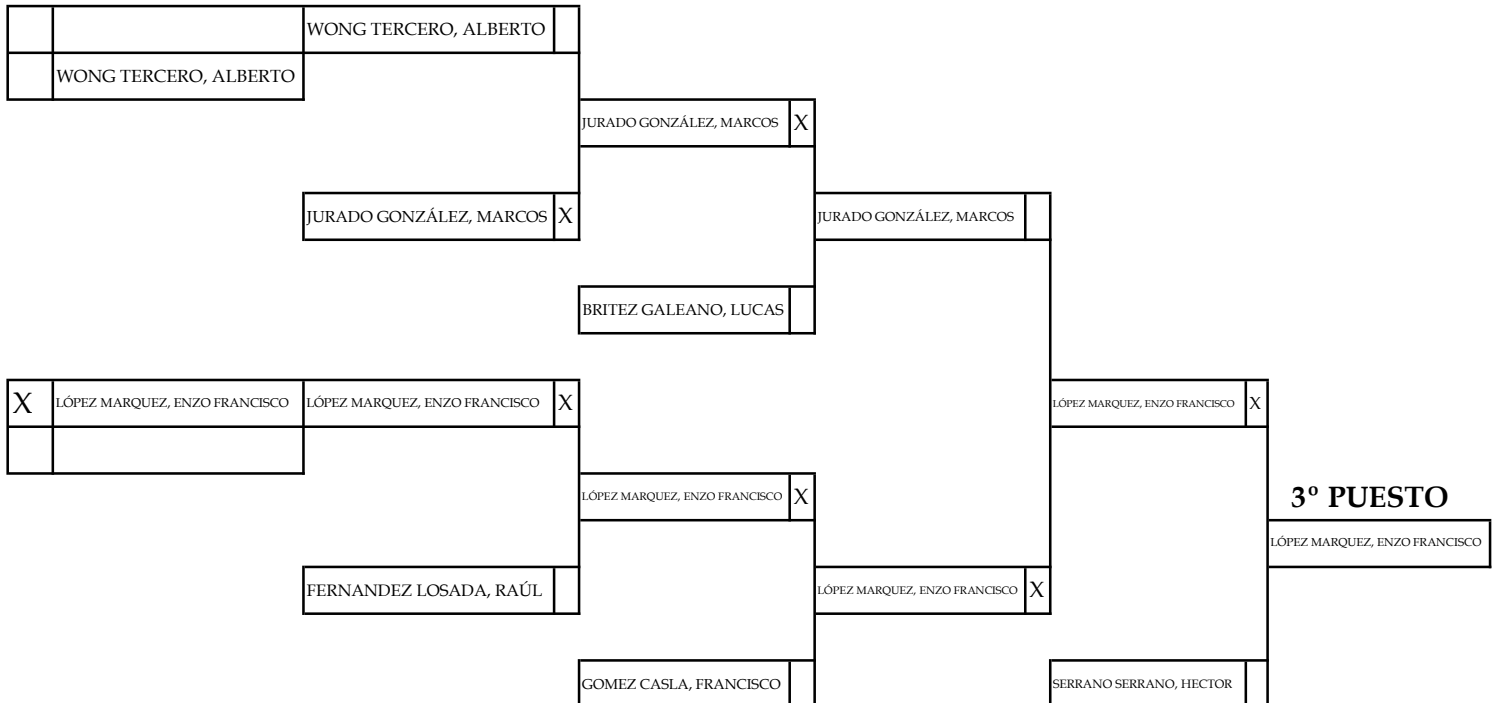 WONG TERCERO, ALBERTO
WONG TERCERO, ALBERTO
JURADO GONZÁLEZ, MARCOS X
JURADO GONZÁLEZ, MARCOS X
JURADO GONZÁLEZ, MARCOS
BRITEZ GALEANO, LUCAS
X LÓPEZ MARQUEZ, ENZO FRANCISCO LÓPEZ MARQUEZ, ENZO FRANCISCO X LÓPEZ MARQUEZ, ENZO FRANCISCO X
LÓPEZ MARQUEZ, ENZO FRANCISCO X
3º PUESTO
LÓPEZ MARQUEZ, ENZO FRANCISCO
FERNANDEZ LOSADA, RAÚL
LÓPEZ MARQUEZ, ENZO FRANCISCO X
GOMEZ CASLA, FRANCISCO
SERRANO SERRANO, HECTOR